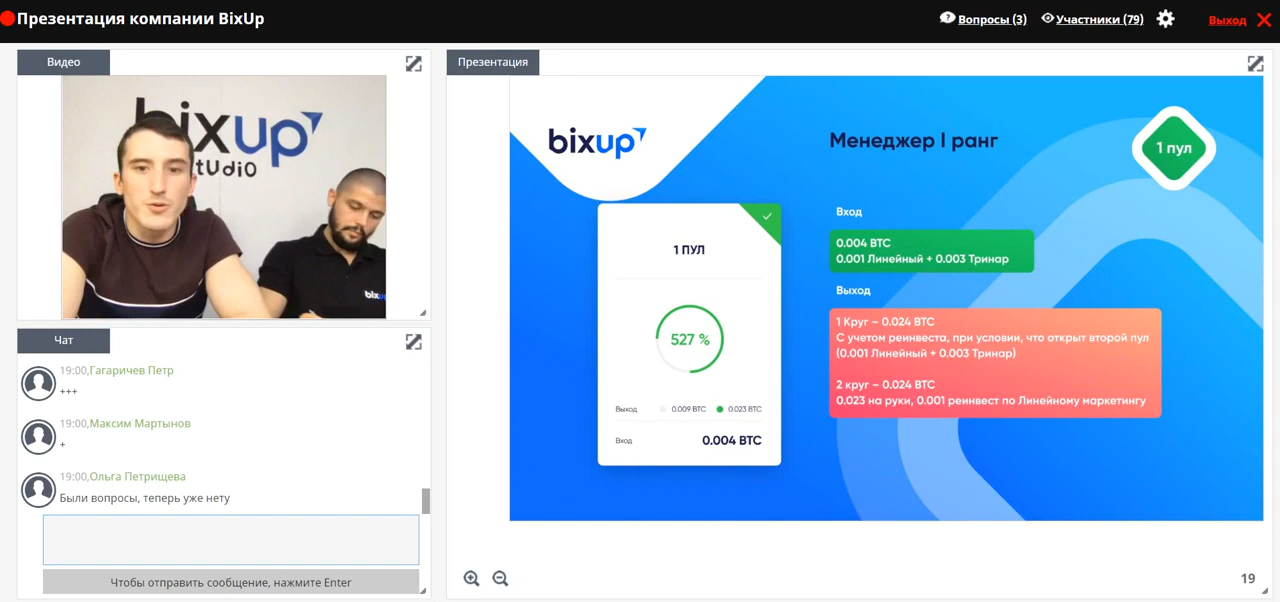 Презентация компании BixUp
Вопросы (3)
Участники (79)
Выход
Видео
bixup
studio
bixup
Чат
19:00,Гагаричев Петр
+++
19:00,Максим Мартынов
+
19:00,Ольга Петрищева
Были вопросы, теперь уже нету
Чтобы отправить сообщение, нажмите Enter
Презентация
bixup
Менеджер I ранг
1 пул
1 ПУЛ
527 %
Выход 0.009 BTC 0.023 BTC
Вход 0.004 BTC
Вход
0.004 BTC
0.001 Линейный + 0.003 Тринар
Выход
1 Круг – 0.024 BTC
С учетом реинвеста, при условии, что открыт второй пул
(0.001 Линейный + 0.003 Тринар)
2 круг – 0.024 BTC
0.023 на руки, 0.001 реинвест по Линейному маркетингу
19